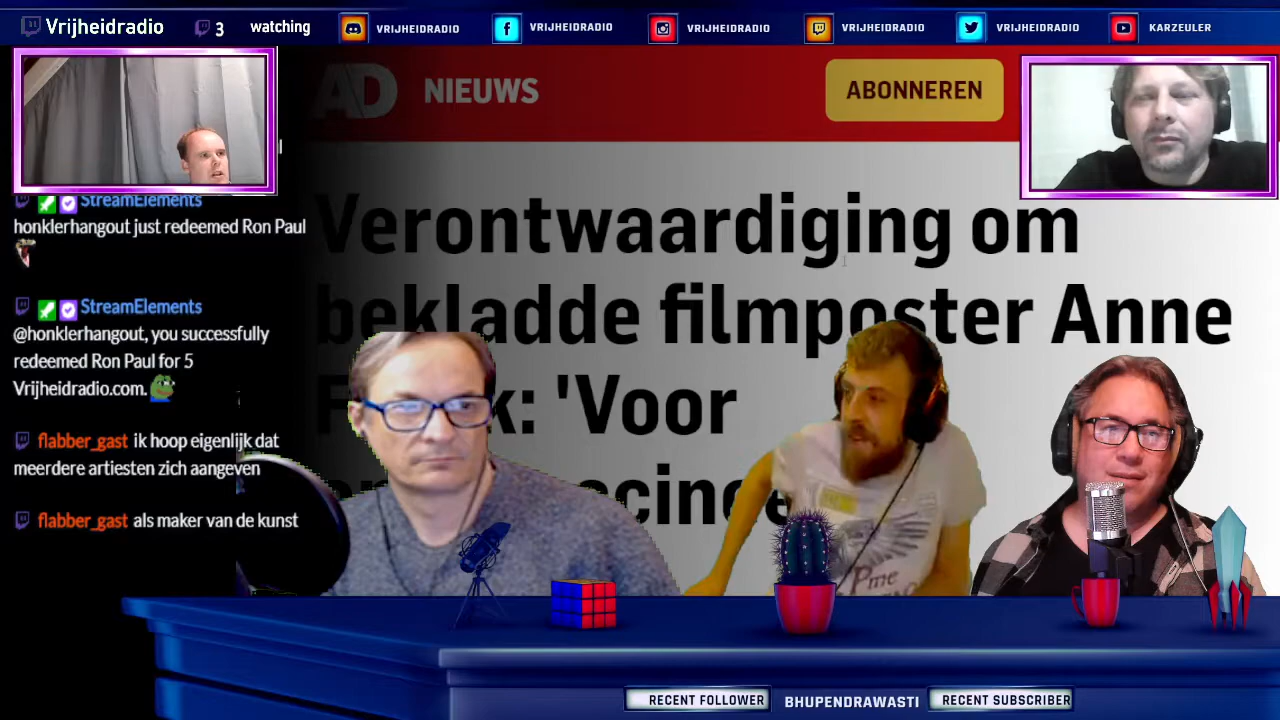 Vrijheidradio
3 watching
VRIJHEIDRADIO
VRIJHEIDRADIO
VRIJHEIDRADIO
VRIJHEIDRADIO
VRIJHEIDRADIO
KARZEULER
AD NIEUWS
ABONNEREN
Verontwaardiging om
bekladde filmposter Anne
'Voor
StreamElements
honklerhangout just redeemed Ron Paul
StreamElements
@honklerhangout, you successfully
redeemed Ron Paul for 5
Vrijheidradio.com.
flabber_gast ik hoop eigenlijk dat
meerdere artiesten zich aangeven
flabber_gast als maker van de kunst
RECENT FOLLOWER
BHUPENDRAWASTI
RECENT SUBSCRIBER